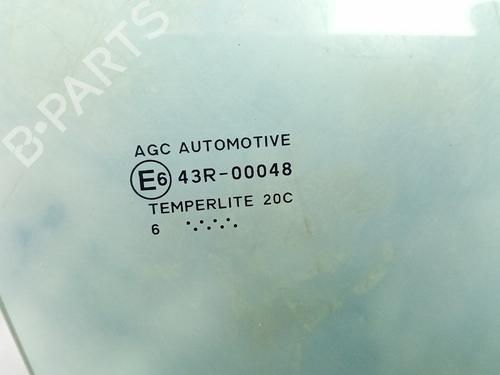 B-PARTS
AGC AUTOMOTIVE
E6 43R-00048
TEMPERLITE 20C
6